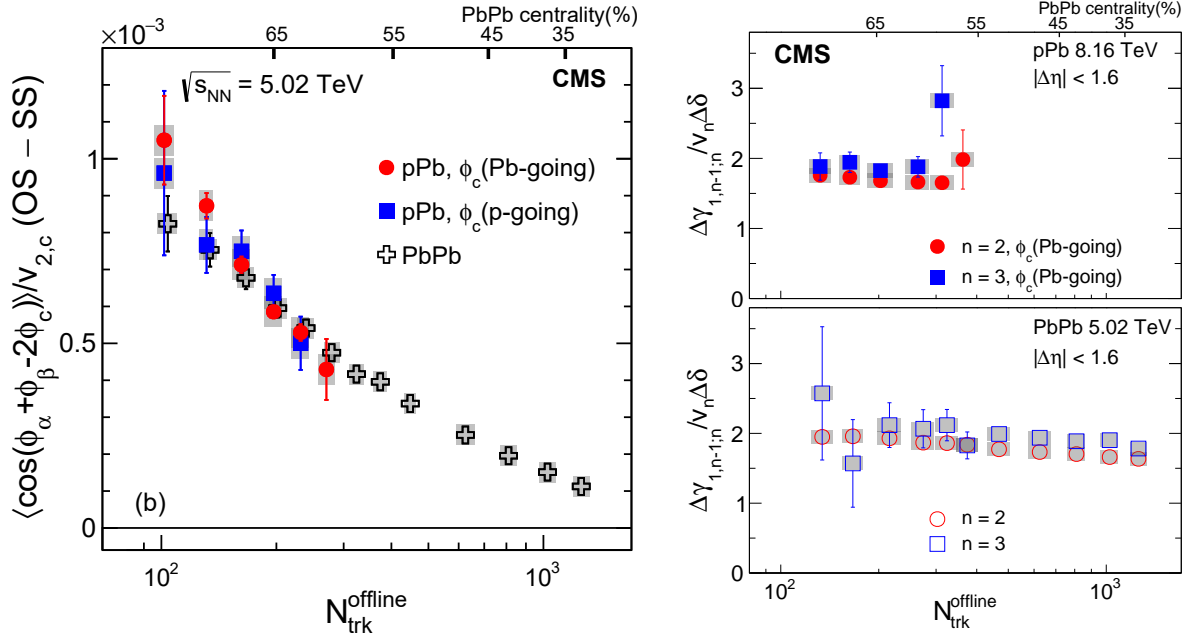 PbPb centrality(%)
65 55 45 35
×10⁻³
√s_NN = 5.02 TeV
CMS
pPb, ϕ_c(Pb-going)
pPb, ϕ_c(p-going)
PbPb
1
0.5
0
(b)
⟨cos(ϕ_α+ϕ_β-2ϕ_c)⟩/v_2,c (OS − SS)
10² 10³
N_trk^offline
PbPb centrality(%)
65 55 45 35
CMS
pPb 8.16 TeV
|Δη| < 1.6
3
2
1
0
Δγ_1,n-1;n/v_nΔδ
n = 2, ϕ_c(Pb-going)
n = 3, ϕ_c(Pb-going)
PbPb 5.02 TeV
|Δη| < 1.6
3
2
1
0
Δγ_1,n-1;n/v_nΔδ
n = 2
n = 3
10² 10³
N_trk^offline